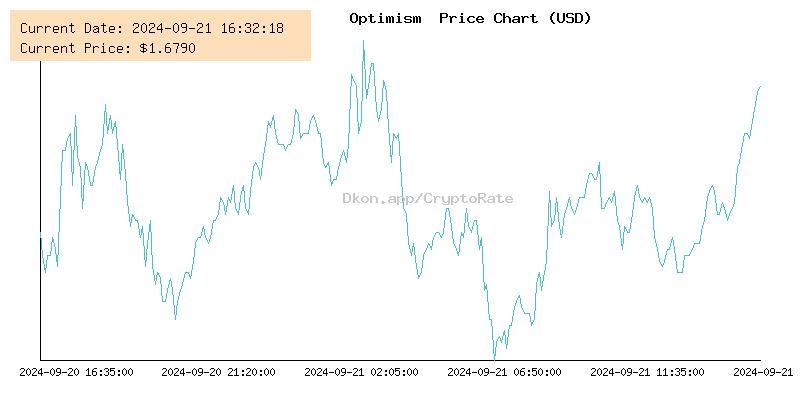 Optimism Price Chart (USD)
Current Date: 2024-09-21 16:32:18
Current Price: $1.6790
Dkon.app/CryptoRate
2024-09-20 16:35:00 2024-09-20 21:20:00 2024-09-21 02:05:00 2024-09-21 06:50:00 2024-09-21 11:35:00 2024-09-21